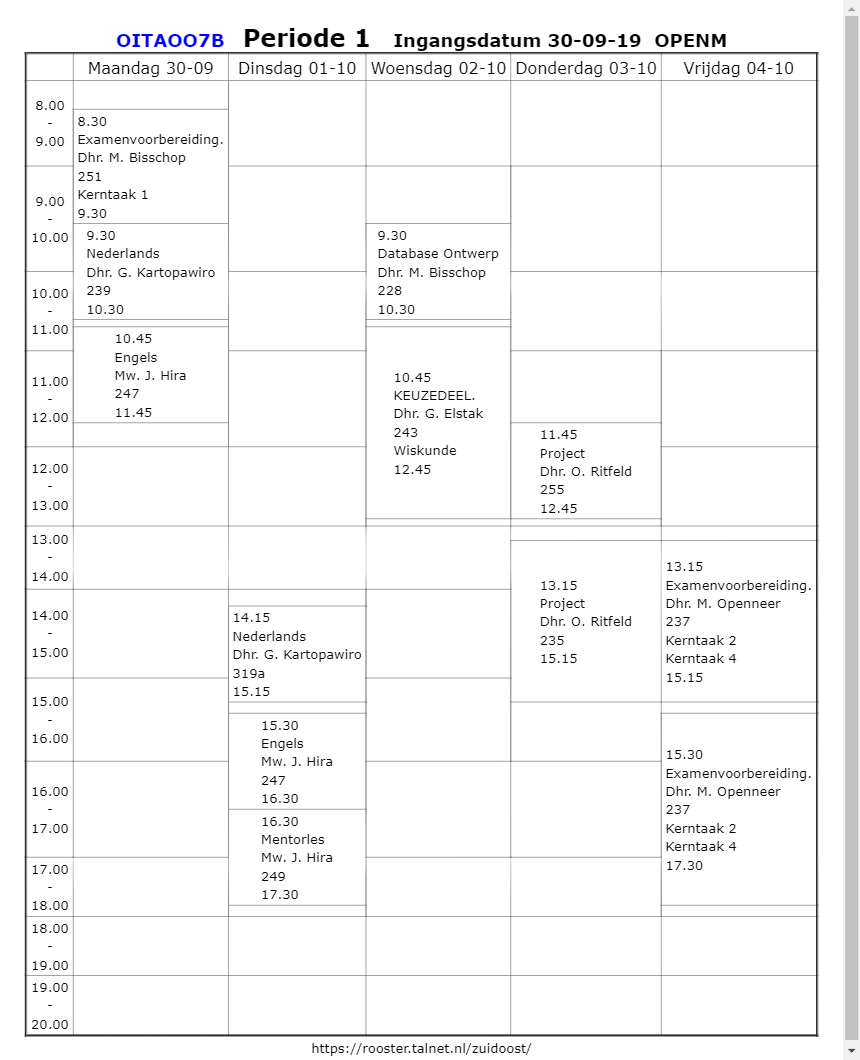 OITAOO7B Periode 1 Ingangsdatum 30-09-19 OPENM
Maandag 30-09 Dinsdag 01-10 Woensdag 02-10 Donderdag 03-10 Vrijdag 04-10
8.00
-
9.00
9.00
-
10.00
10.00
-
11.00
11.00
-
12.00
12.00
-
13.00
13.00
-
14.00
14.00
-
15.00
15.00
-
16.00
16.00
-
17.00
17.00
-
18.00
18.00
-
19.00
19.00
-
20.00
8.30
Examenvoorbereiding.
Dhr. M. Bisschop
251
Kerntaak 1
9.30
9.30
Nederlands
Dhr. G. Kartopawiro
239
10.30
10.45
Engels
Mw. J. Hira
247
11.45
14.15
Nederlands
Dhr. G. Kartopawiro
319a
15.15
15.30
Engels
Mw. J. Hira
247
16.30
16.30
Mentorles
Mw. J. Hira
249
17.30
9.30
Database Ontwerp
Dhr. M. Bisschop
228
10.30
10.45
KEUZEDEEL.
Dhr. G. Elstak
243
Wiskunde
12.45
11.45
Project
Dhr. O. Ritfeld
255
12.45
13.15
Project
Dhr. O. Ritfeld
235
15.15
13.15
Examenvoorbereiding.
Dhr. M. Openneer
237
Kerntaak 2
Kerntaak 4
15.15
15.30
Examenvoorbereiding.
Dhr. M. Openneer
237
Kerntaak 2
Kerntaak 4
17.30
https://rooster.talnet.nl/zuidoost/